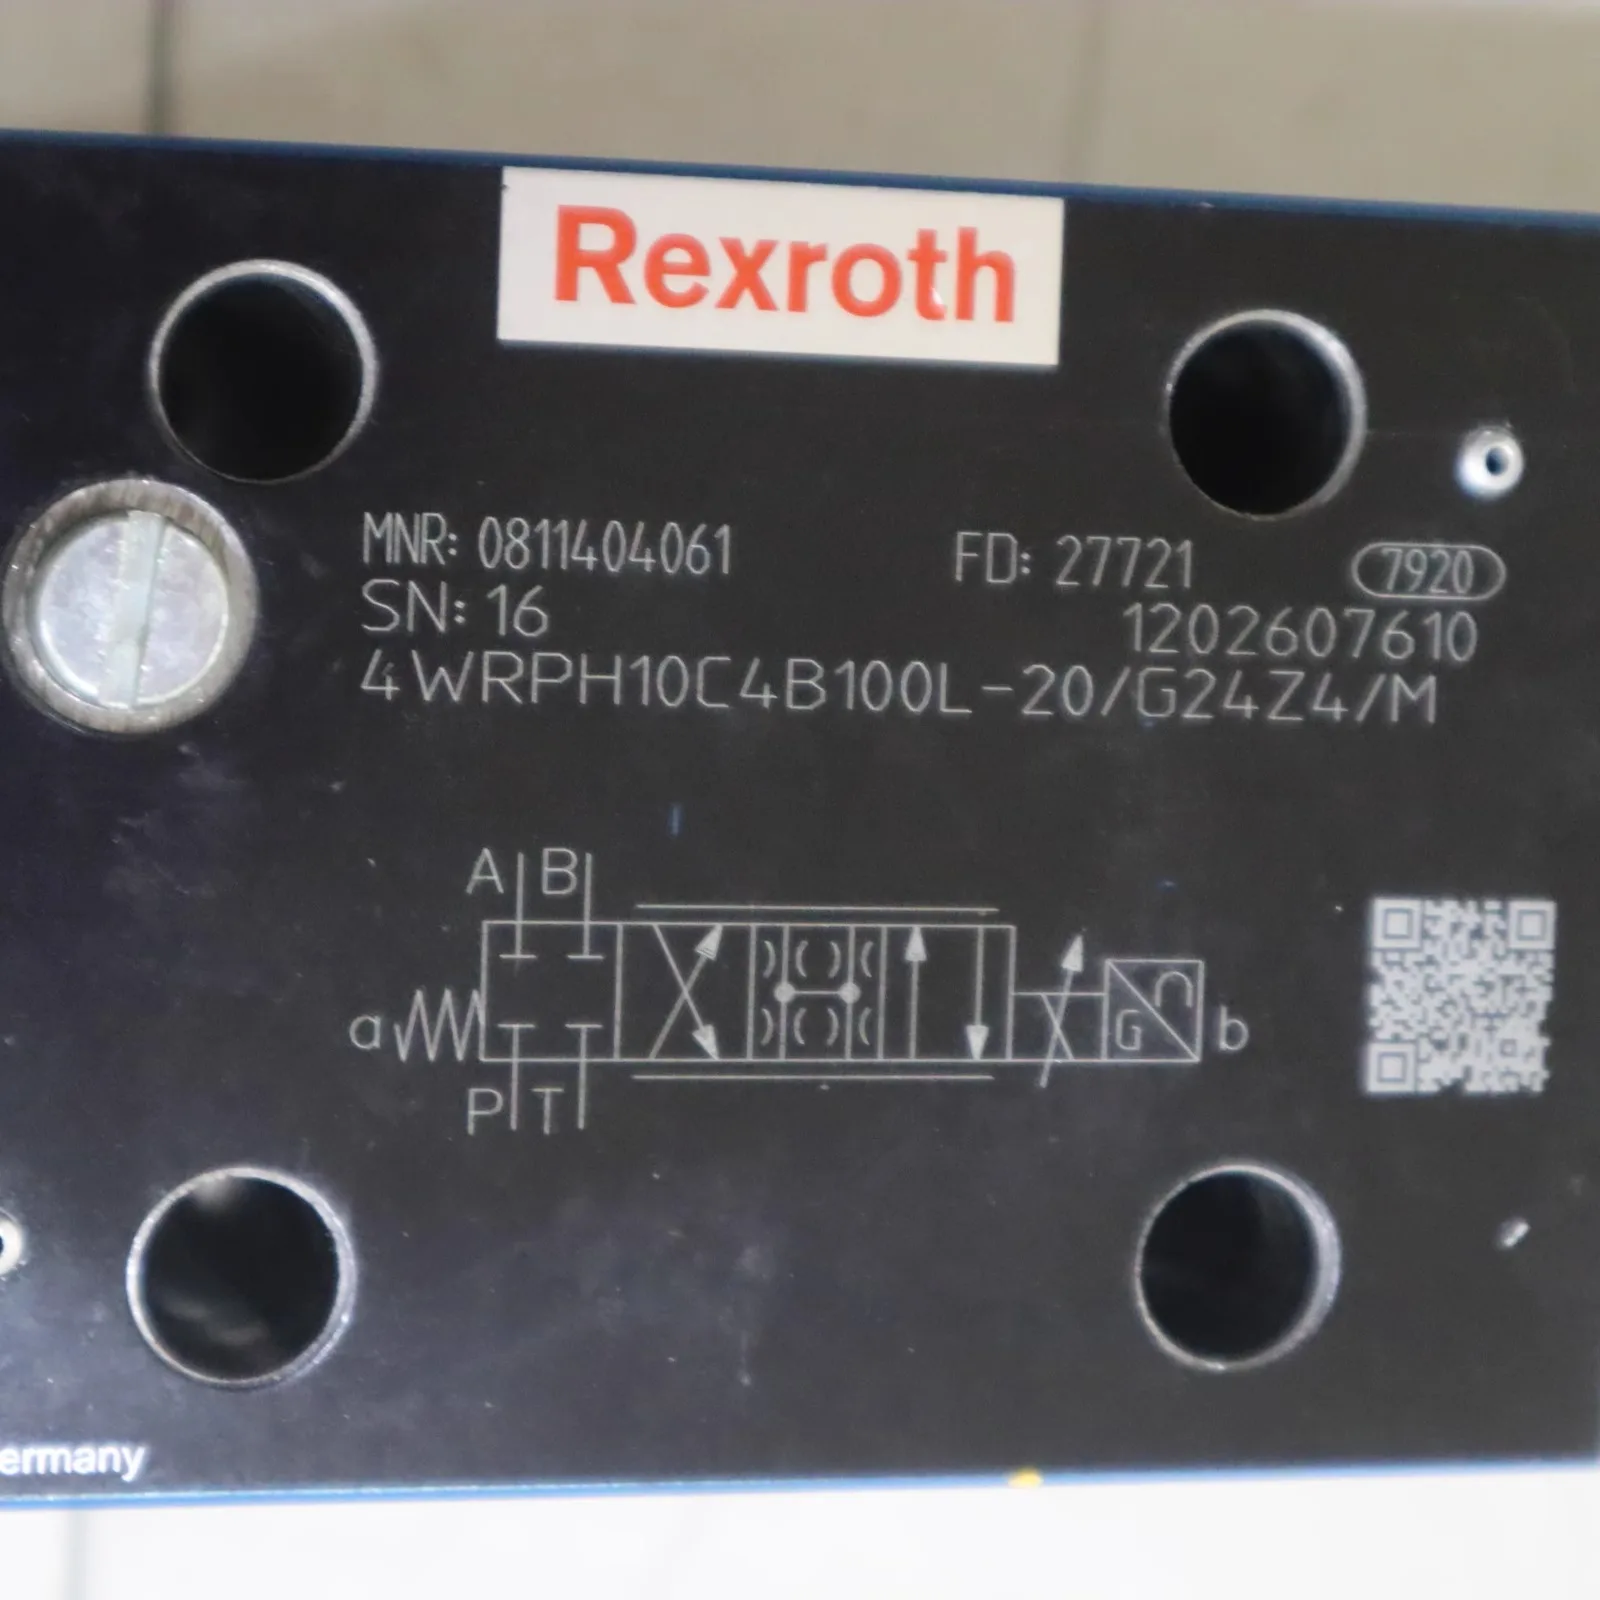 Rexroth
MNR: 0811404061 FD: 27721 7920
SN: 16 1202607610
4WRPH10C4B100L-20/G24Z4/M
A B
a G b
P T
ermany